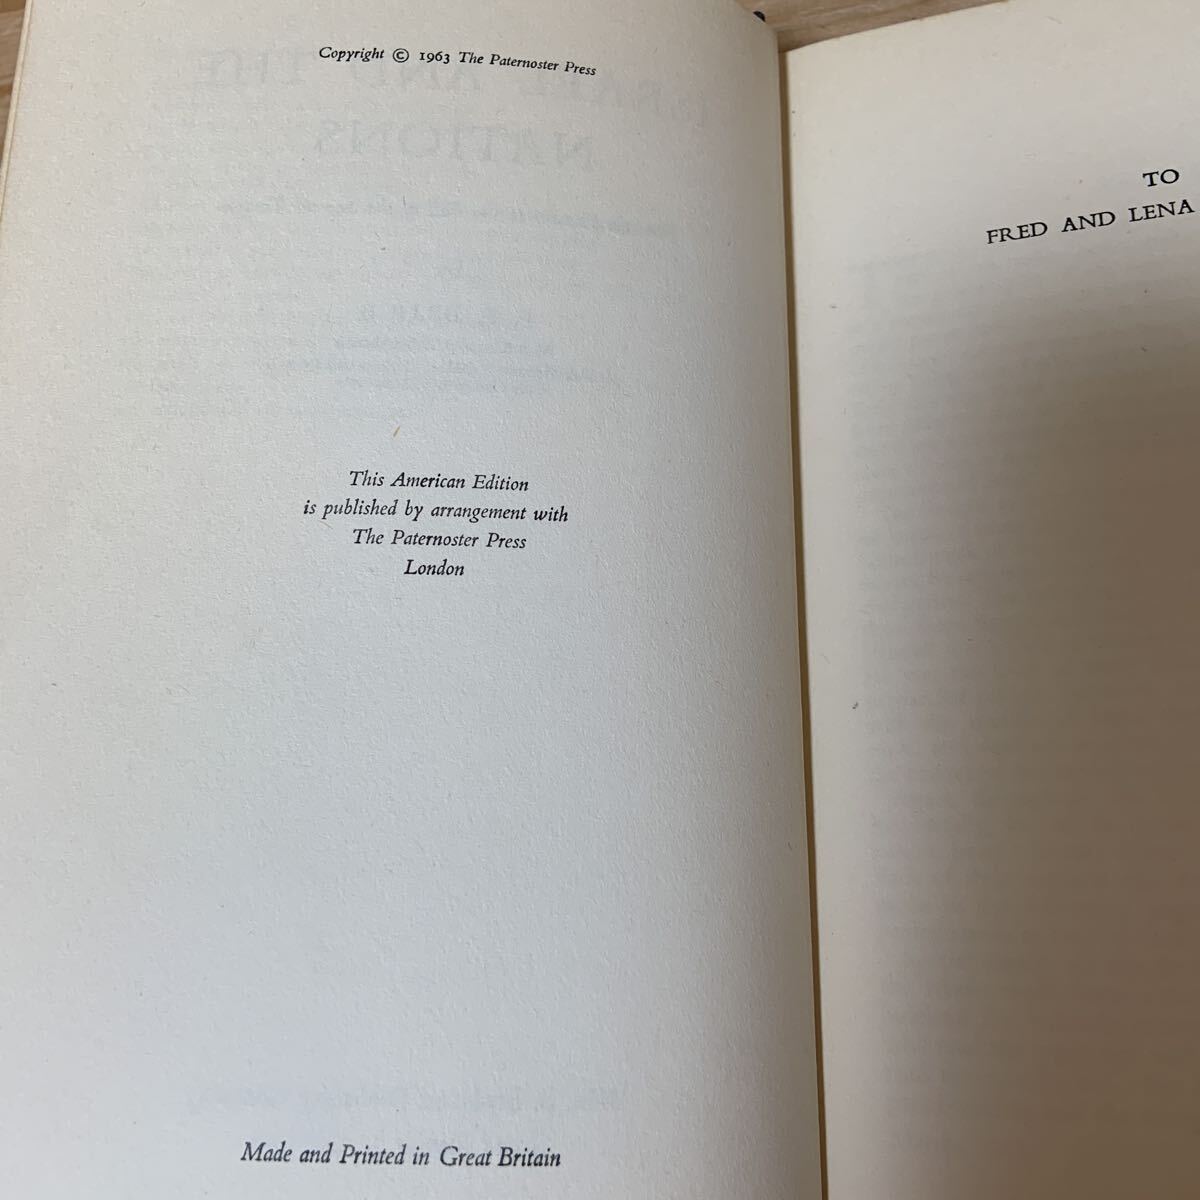 Copyright © 1963 The Paternoster Press
This American Edition
is published by arrangement with
The Paternoster Press
London
Made and Printed in Great Britain
TO
FRED AND LENA